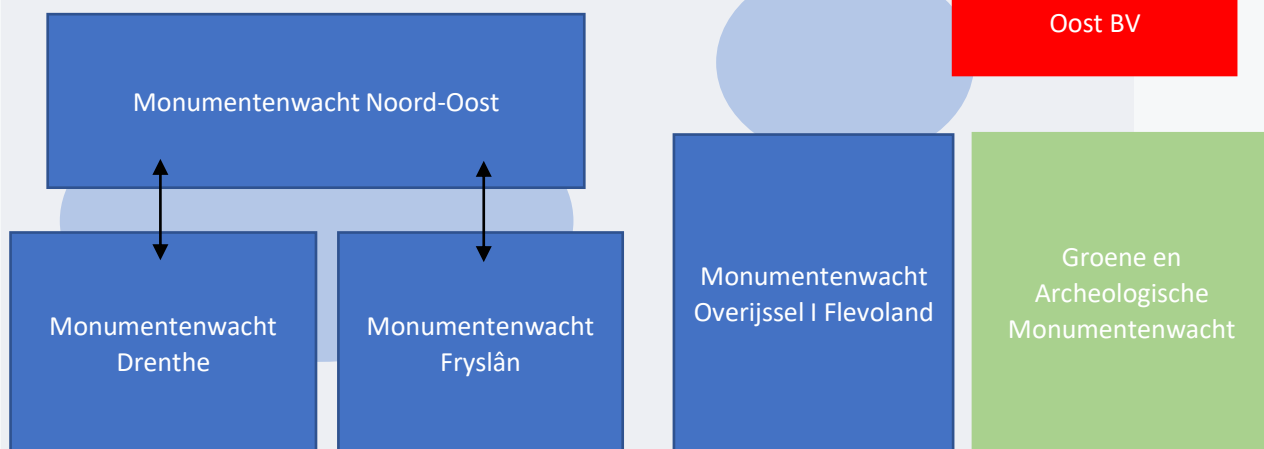 Oost BV
Monumentenwacht Noord-Oost
Monumentenwacht
Drenthe
Monumentenwacht
Fryslân
Monumentenwacht
Overijssel I Flevoland
Groene en
Archeologische
Monumentenwacht